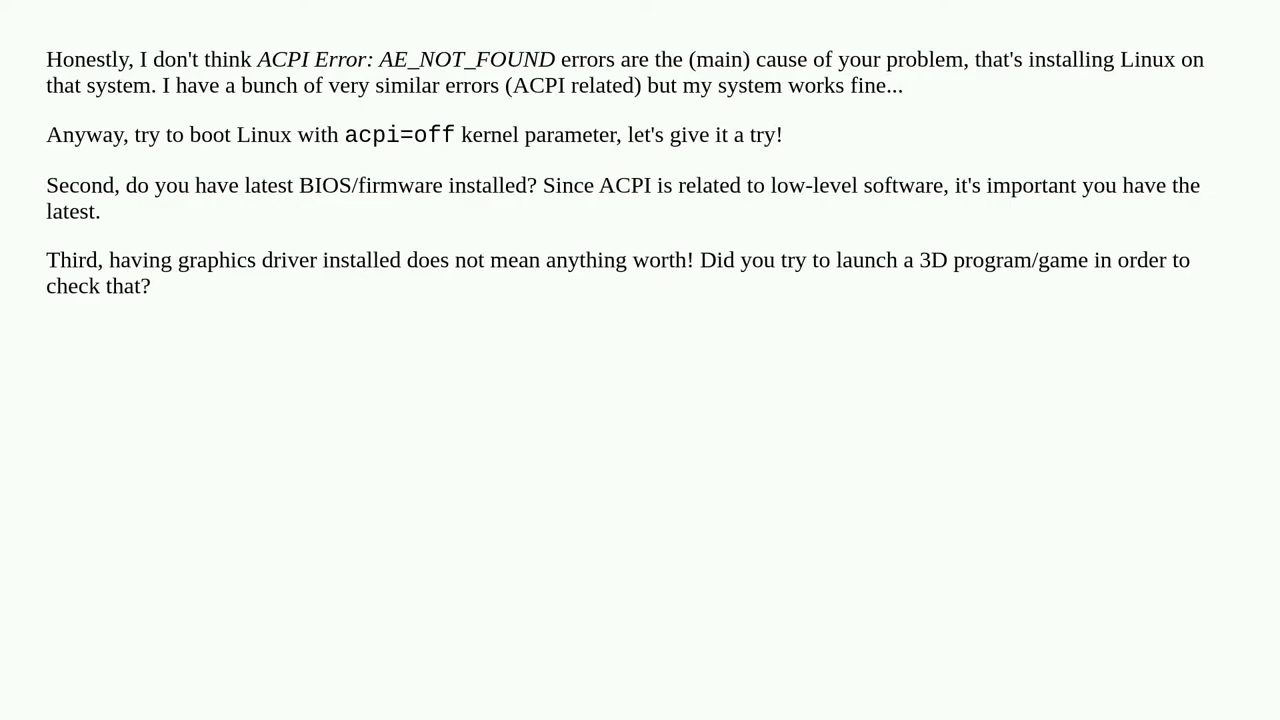 Honestly, I don't think ACPI Error: AE_NOT_FOUND errors are the (main) cause of your problem, that's installing Linux on
that system. I have a bunch of very similar errors (ACPI related) but my system works fine...
Anyway, try to boot Linux with acpi=off kernel parameter, let's give it a try!
Second, do you have latest BIOS/firmware installed? Since ACPI is related to low-level software, it's important you have the
latest.
Third, having graphics driver installed does not mean anything worth! Did you try to launch a 3D program/game in order to
check that?